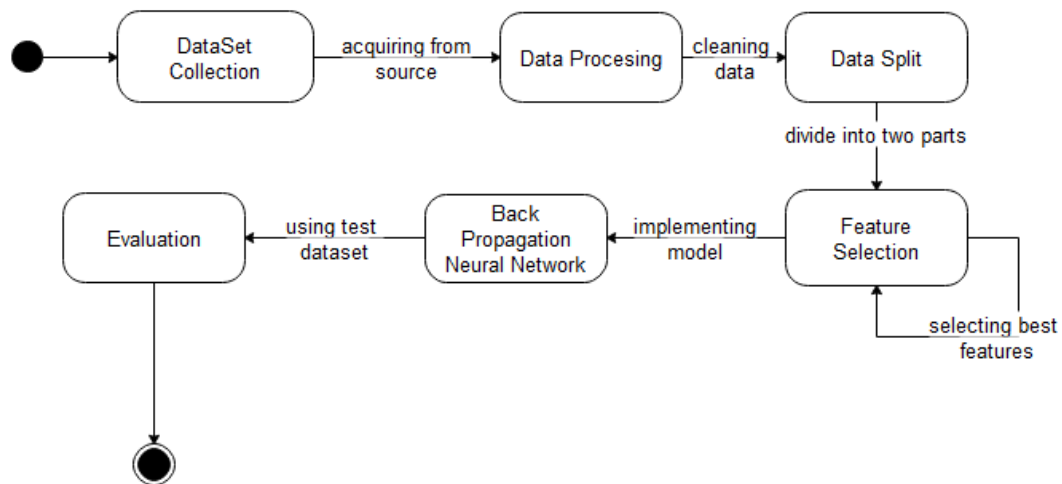 DataSet
Collection
acquiring from
source
Data Procesing
cleaning
data
Data Split
divide into two parts
Feature
Selection
selecting best
features
implementing
model
Back
Propagation
Neural Network
using test
dataset
Evaluation